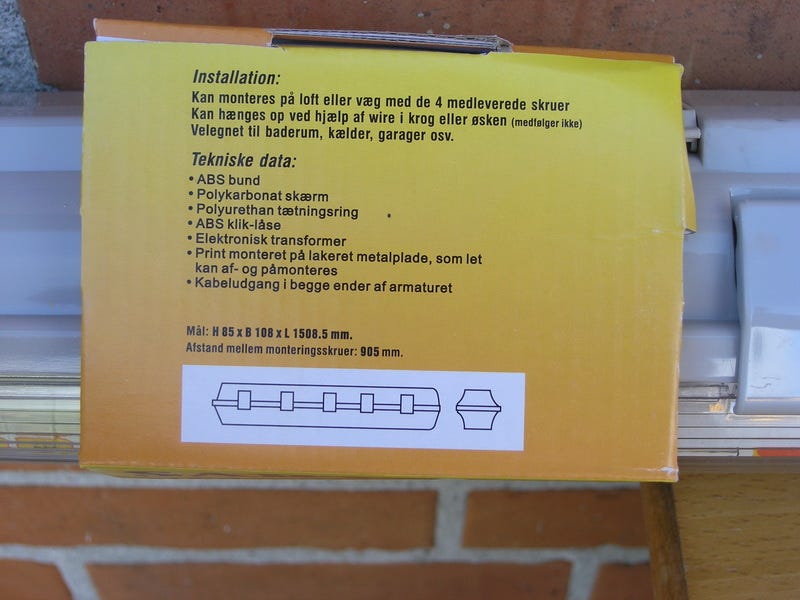 Installation:
Kan monteres på loft eller væg med de 4 medleverede skruer
Kan hænges op ved hjælp af wire i krog eller øsken (medfølger ikke)
Velegnet til baderum, kælder, garager osv.
Tekniske data:
• ABS bund
• Polykarbonat skærm
• Polyurethan tætningsring
• ABS klik-låse
• Elektronisk transformer
• Print monteret på lakeret metalplade, som let
kan af- og påmonteres
• Kabeludgang i begge ender af armaturet
Mål: H 85 x B 108 x L 1508.5 mm.
Afstand mellem monteringsskruer: 905 mm.